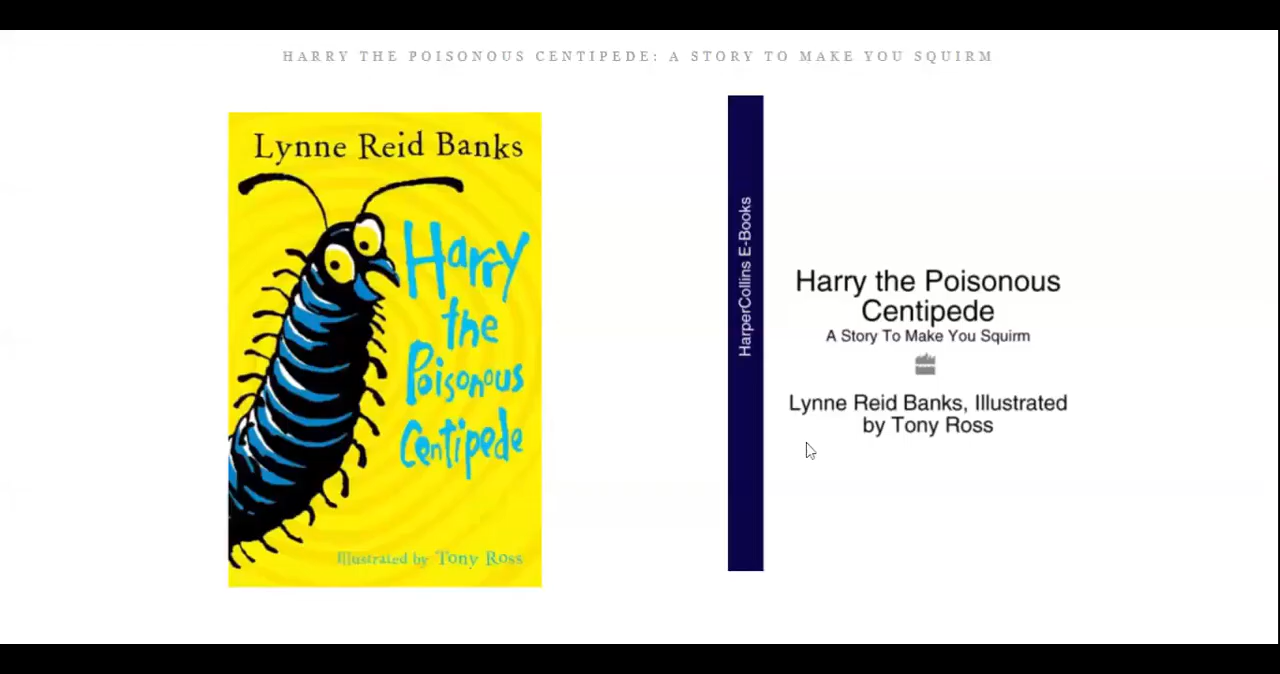 HARRY THE POISONOUS CENTIPEDE: A STORY TO MAKE YOU SQUIRM
Lynne Reid Banks
Harry
the
Poisonous
Centipede
Illustrated by Tony Ross
HarperCollins E-Books
Harry the Poisonous
Centipede
A Story To Make You Squirm
Lynne Reid Banks, Illustrated
by Tony Ross